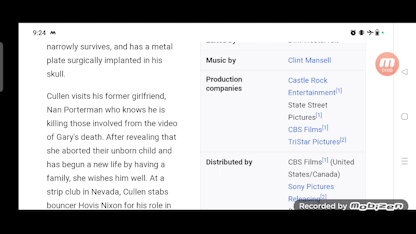 9:24
narrowly survives, and has a metal
plate surgically implanted in his
skull.
Cullen visits his former girlfriend,
Nan Porterman who knows he is
killing those involved from the video
of Gary's death. After revealing that
she aborted their unborn child and
has begun a new life by having a
family, she wishes him well. At a
strip club in Nevada, Cullen stabs
bouncer Hovis Nixon for his role in
Music by
Clint Mansell
Production
companies
Castle Rock
Entertainment[1]
State Street
Pictures[1]
CBS Films[1]
TriStar Pictures[2]
Distributed by
CBS Films[1] (United
States/Canada)
Sony Pictures
Releasing[2]
Recorded by
MOBIZEN